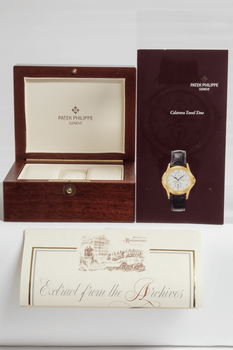 PATEK PHILIPPE
GENEVE
PATEK PHILIPPE
GENEVE
Calatrava Travel Time
Extract from the Archives